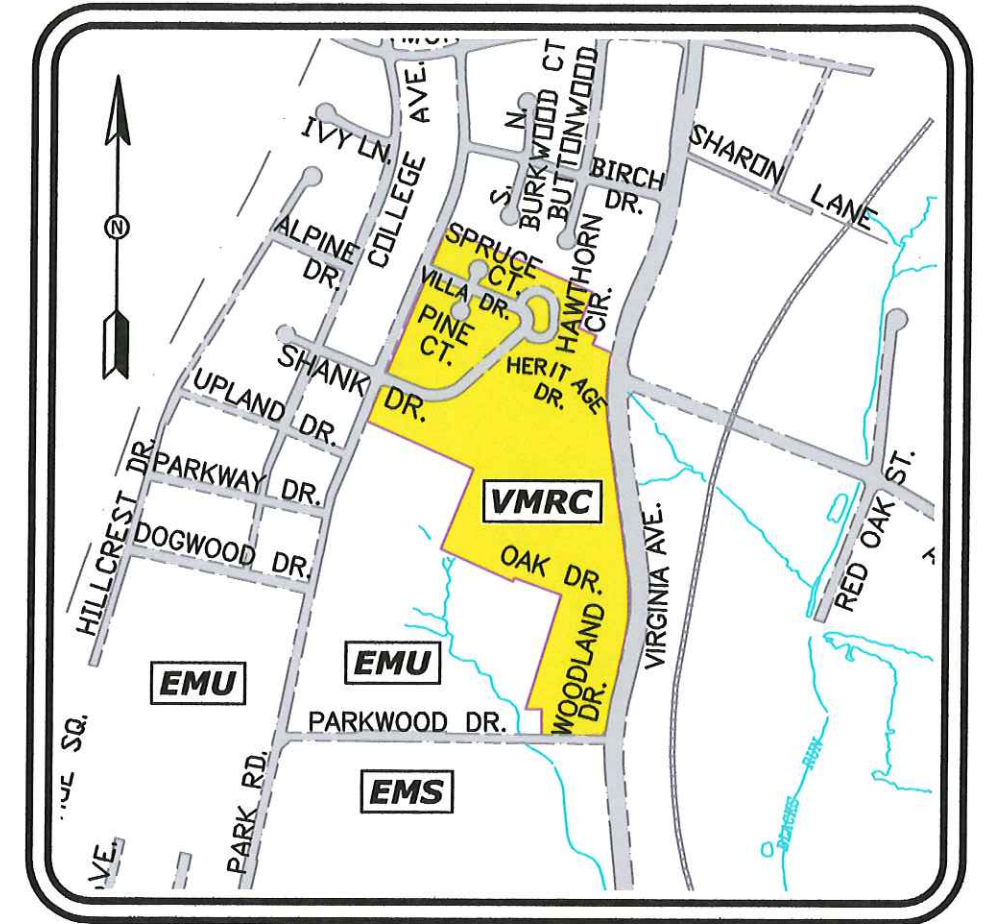 IVY LN.
COLLEGE AVE.
N.
S.
BURKWOOD CT
BUTTONWOOD
BIRCH
DR.
SHARON LANE
ALPINE
DR.
SPRUCE
CT.
VILLA DR.
PINE
CT.
HAWTHORN
CIR.
HERITAGE
DR.
SHANK DR.
UPLAND DR.
PARKWAY DR.
DOGWOOD DR.
HILLCREST DR.
VMRC
OAK DR.
WOODLAND
DR.
VIRGINIA AVE.
RED OAK ST.
EMU
EMU
PARKWOOD DR.
EMS
PARK RD.
SQ.
BLACKS RUN
N